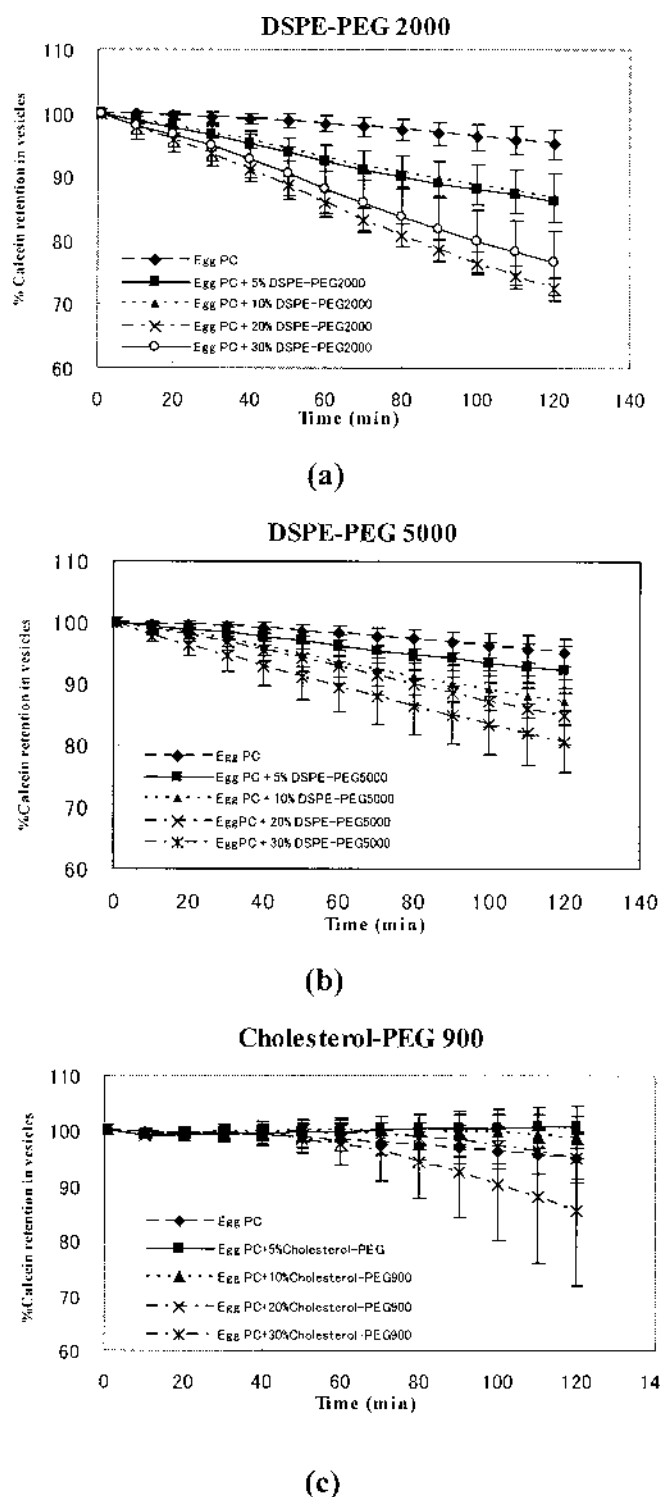 DSPE-PEG 2000
110
100
90
80
70
60
% Calcein retention in vesicles
Egg PC
Egg PC + 5% DSPE-PEG2000
Egg PC + 10% DSPE-PEG2000
Egg PC + 20% DSPE-PEG2000
Egg PC + 30% DSPE-PEG2000
0 20 40 60 80 100 120 140
Time (min)
(a)
DSPE-PEG 5000
110
100
90
80
70
60
%Calcein retention in vesicles
Egg PC
Egg PC + 5% DSPE-PEG5000
Egg PC + 10% DSPE-PEG5000
EggPC + 20% DSPE-PEG5000
EggPC + 30% DSPE-PEG5000
0 20 40 60 80 100 120 140
Time (min)
(b)
Cholesterol-PEG 900
110
100
90
80
70
60
%Calcein retention in vesicles
Egg PC
Egg PC+5%Cholesterol-PEG
Egg PC+10%Cholesterol-PEG900
Egg PC+20%Cholesterol-PEG900
Egg PC+30%Cholesterol-PEG900
0 20 40 60 80 100 120 14
Time (min)
(c)